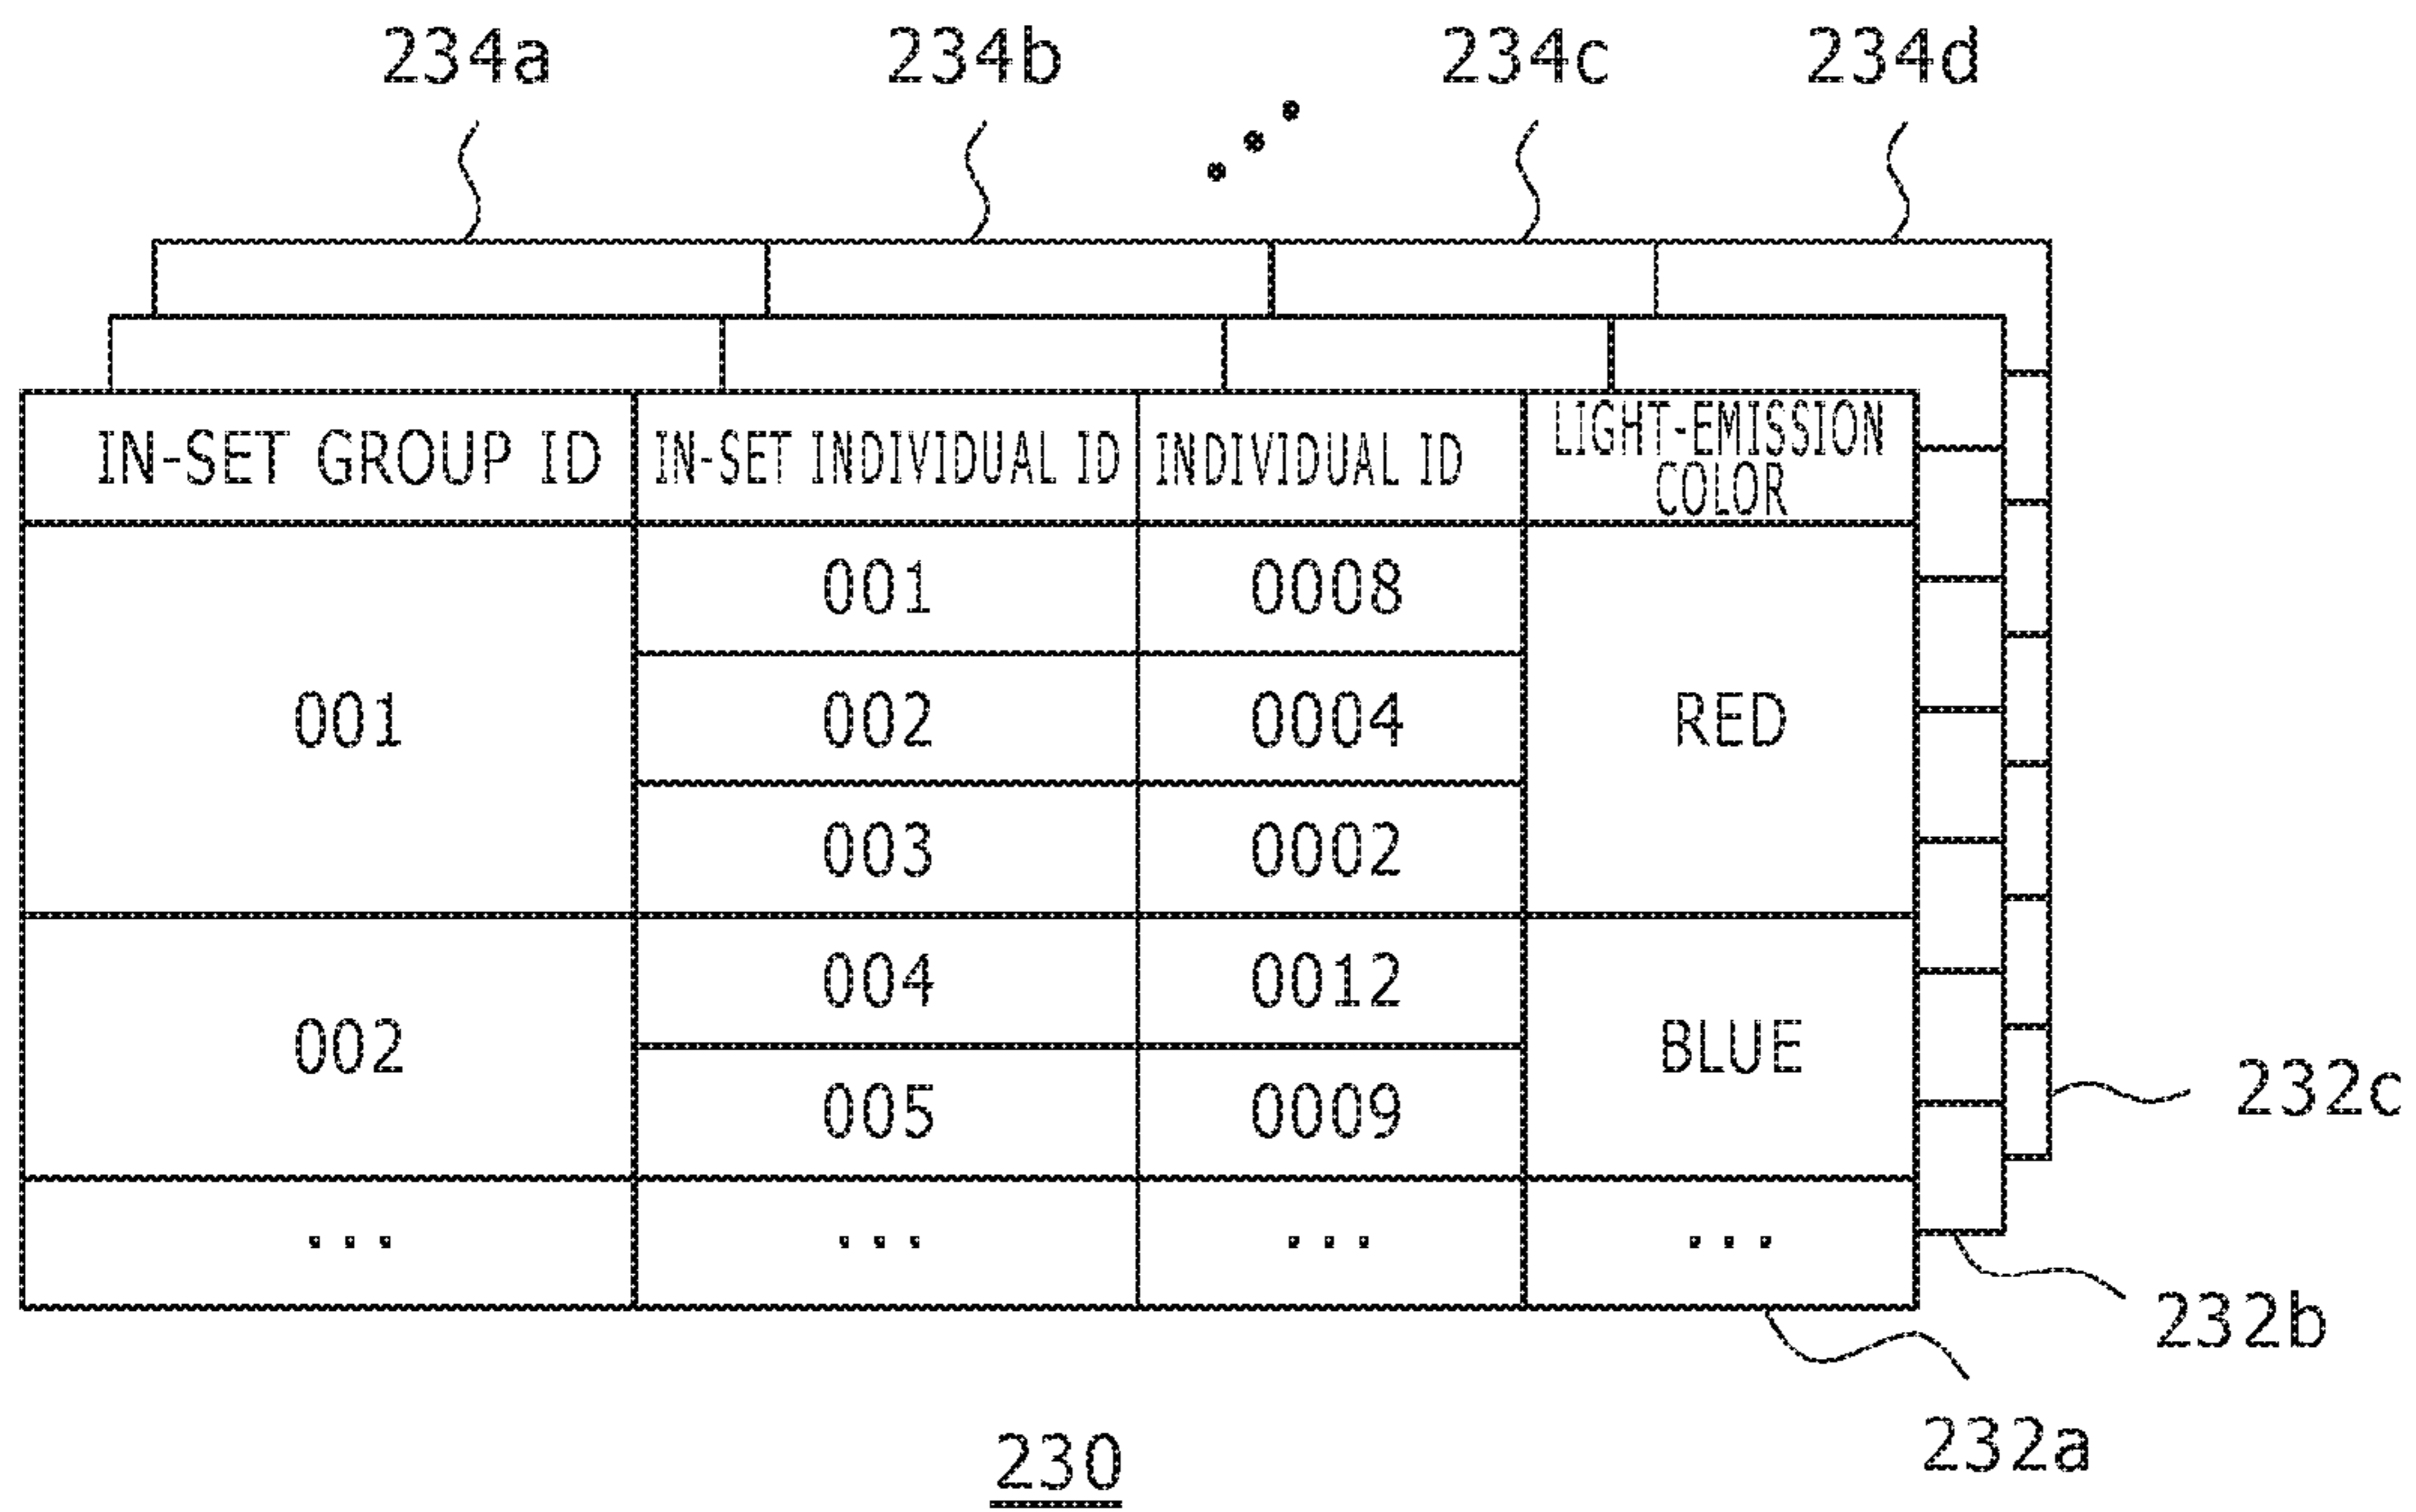 234a 234b 234c 234d
IN-SET GROUP ID IN-SET INDIVIDUAL ID INDIVIDUAL ID LIGHT-EMISSION
COLOR
001 0008
001 002 0004 RED
003 0002
004 0012
002 BLUE
005 0009
... ... ... ...
232c
232b
232a
230